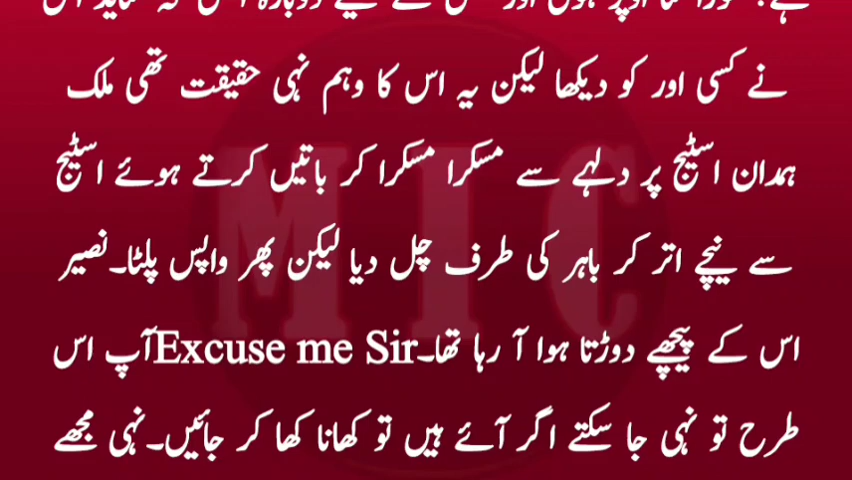 نے کسی اور کو دیکھا لیکن یہ اس کا وہم نہی حقیقت تھی ملک
ہمدان اسٹیج پر دلہے سے مسکرا مسکرا کر باتیں کرتے ہوئے اسٹیج
سے نیچے اتر کر باہر کی طرف چل دیا لیکن پھر واپس پلٹا۔نصیر
اس کے پیچھے دوڑتا ہوا آ رہا تھا۔Excuse me Sirآپ اس
طرح تو نہی جا سکتے اگر آئے ہیں تو کھانا کھا کر جائیں۔نہی مجھے
MIC